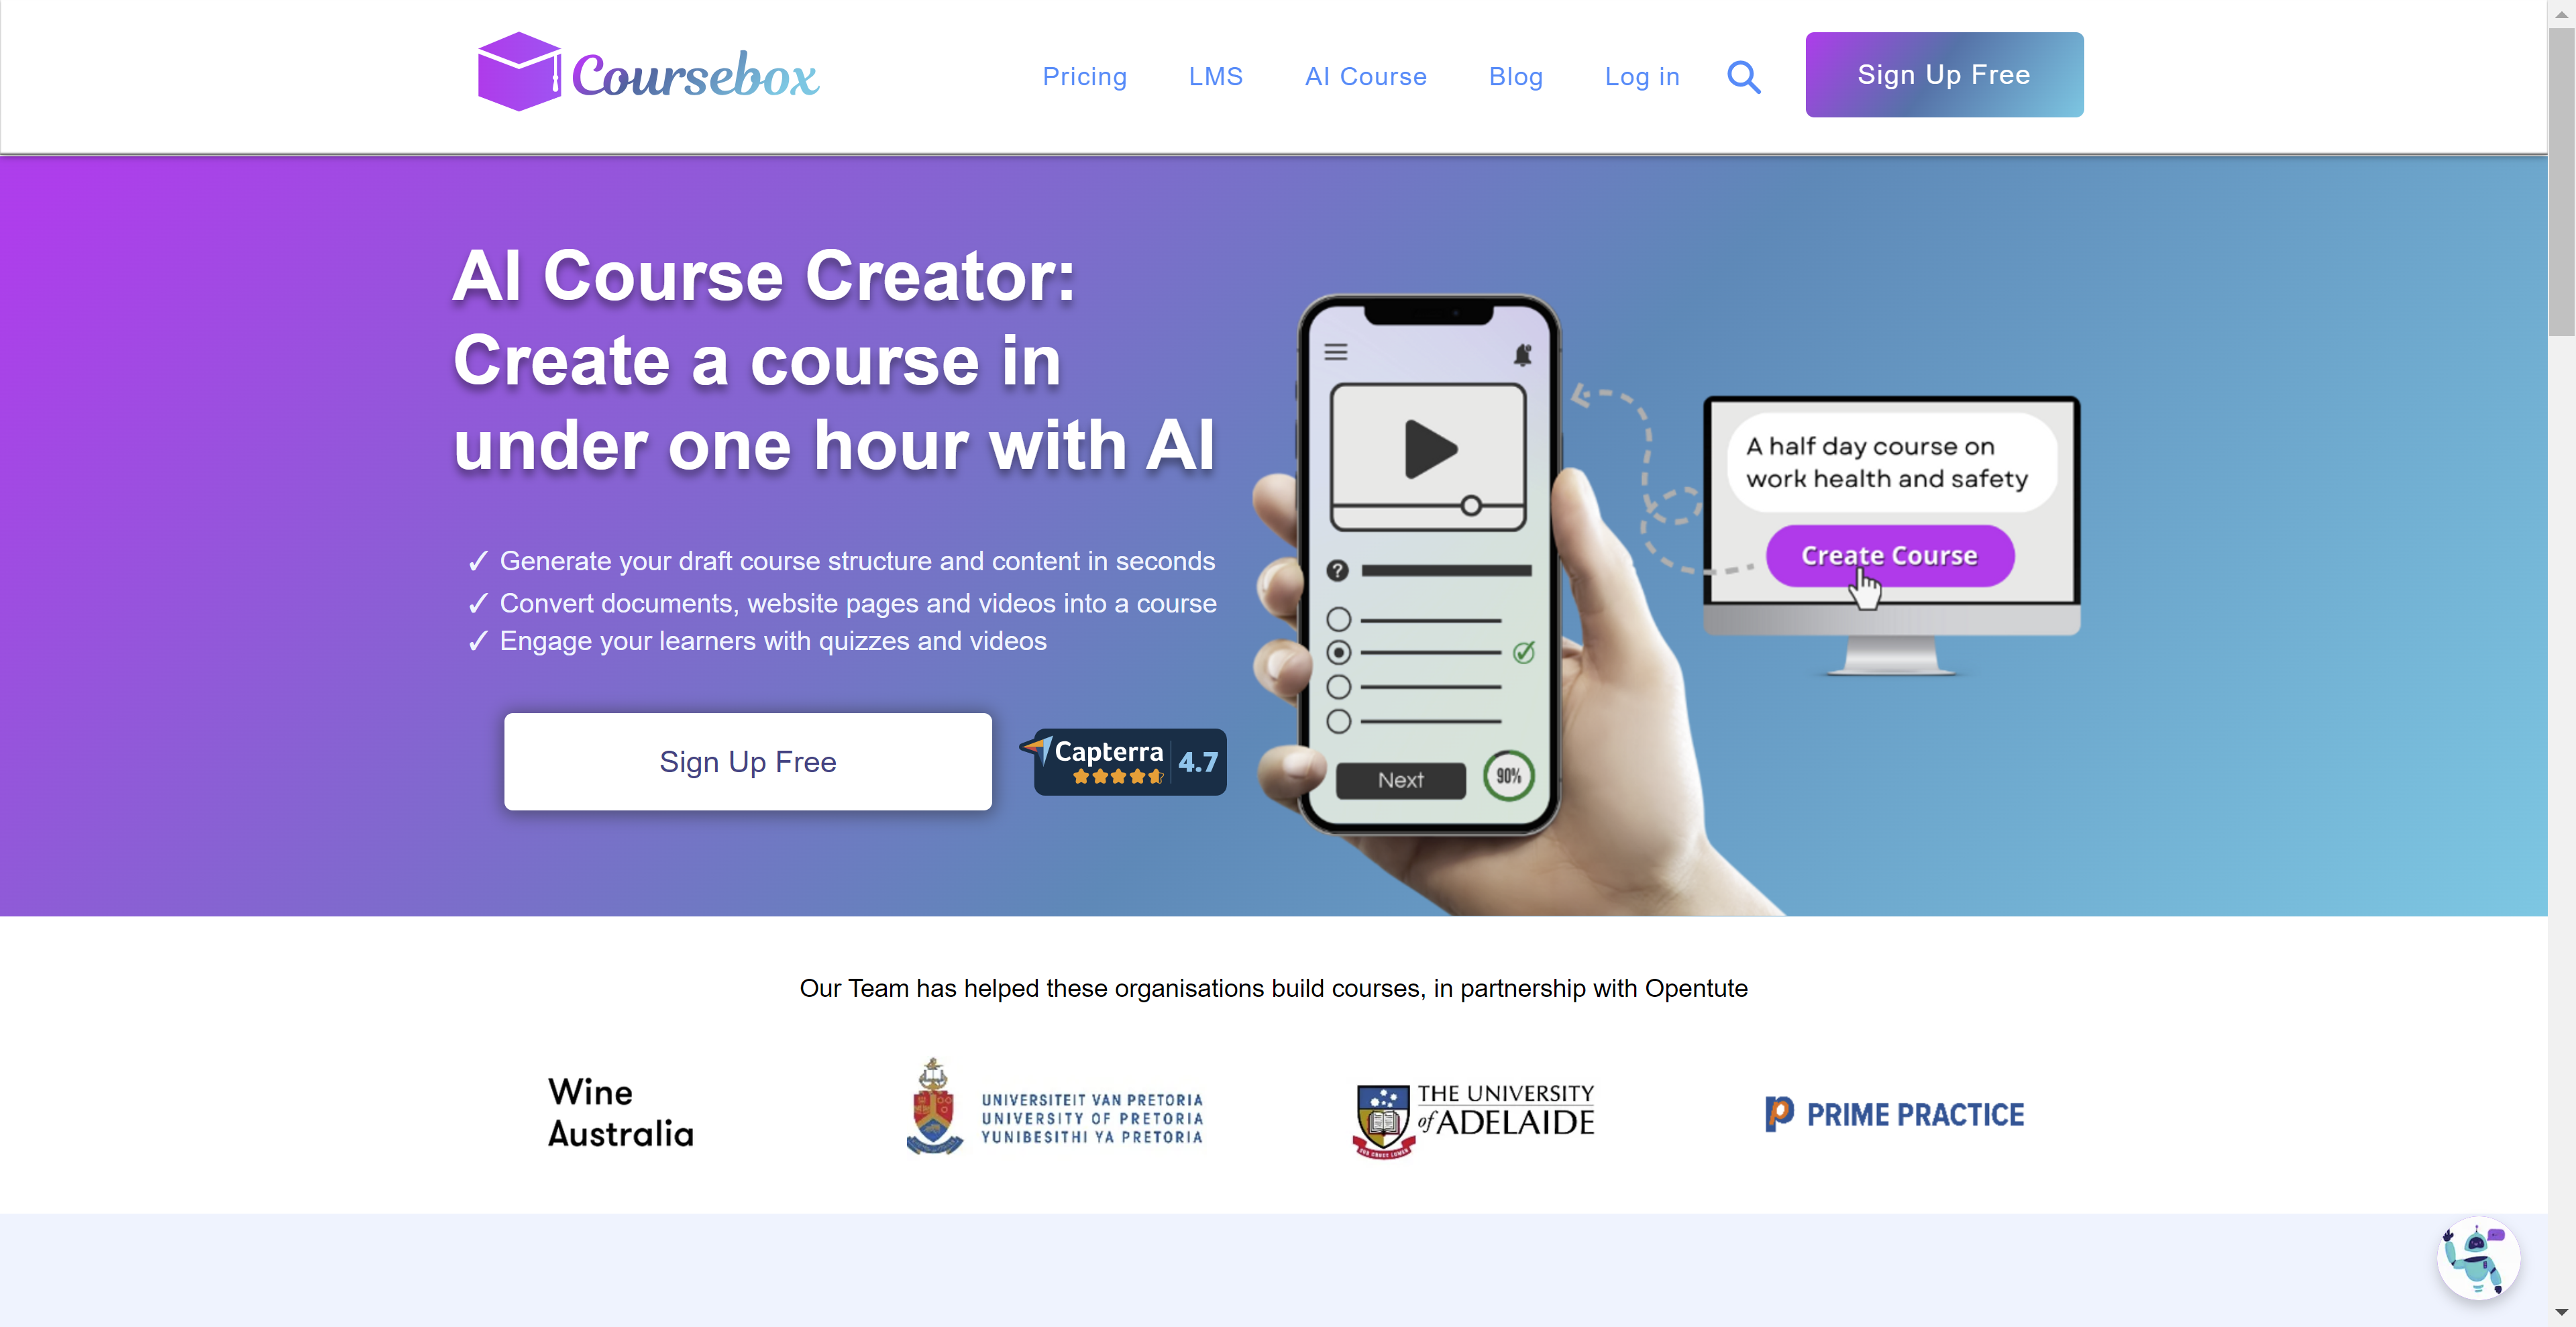 Coursebox
Pricing
LMS
AI Course
Blog
Log in
Sign Up Free
AI Course Creator:
Create a course in
under one hour with AI
✓ Generate your draft course structure and content in seconds
✓ Convert documents, website pages and videos into a course
✓ Engage your learners with quizzes and videos
Sign Up Free
Capterra
4.7
?
Next
90%
A half day course on
work health and safety
Create Course
Our Team has helped these organisations build courses, in partnership with Opentute
Wine
Australia
UNIVERSITEIT VAN PRETORIA
UNIVERSITY OF PRETORIA
YUNIBESITHI YA PRETORIA
THE UNIVERSITY
of ADELAIDE
PRIME PRACTICE